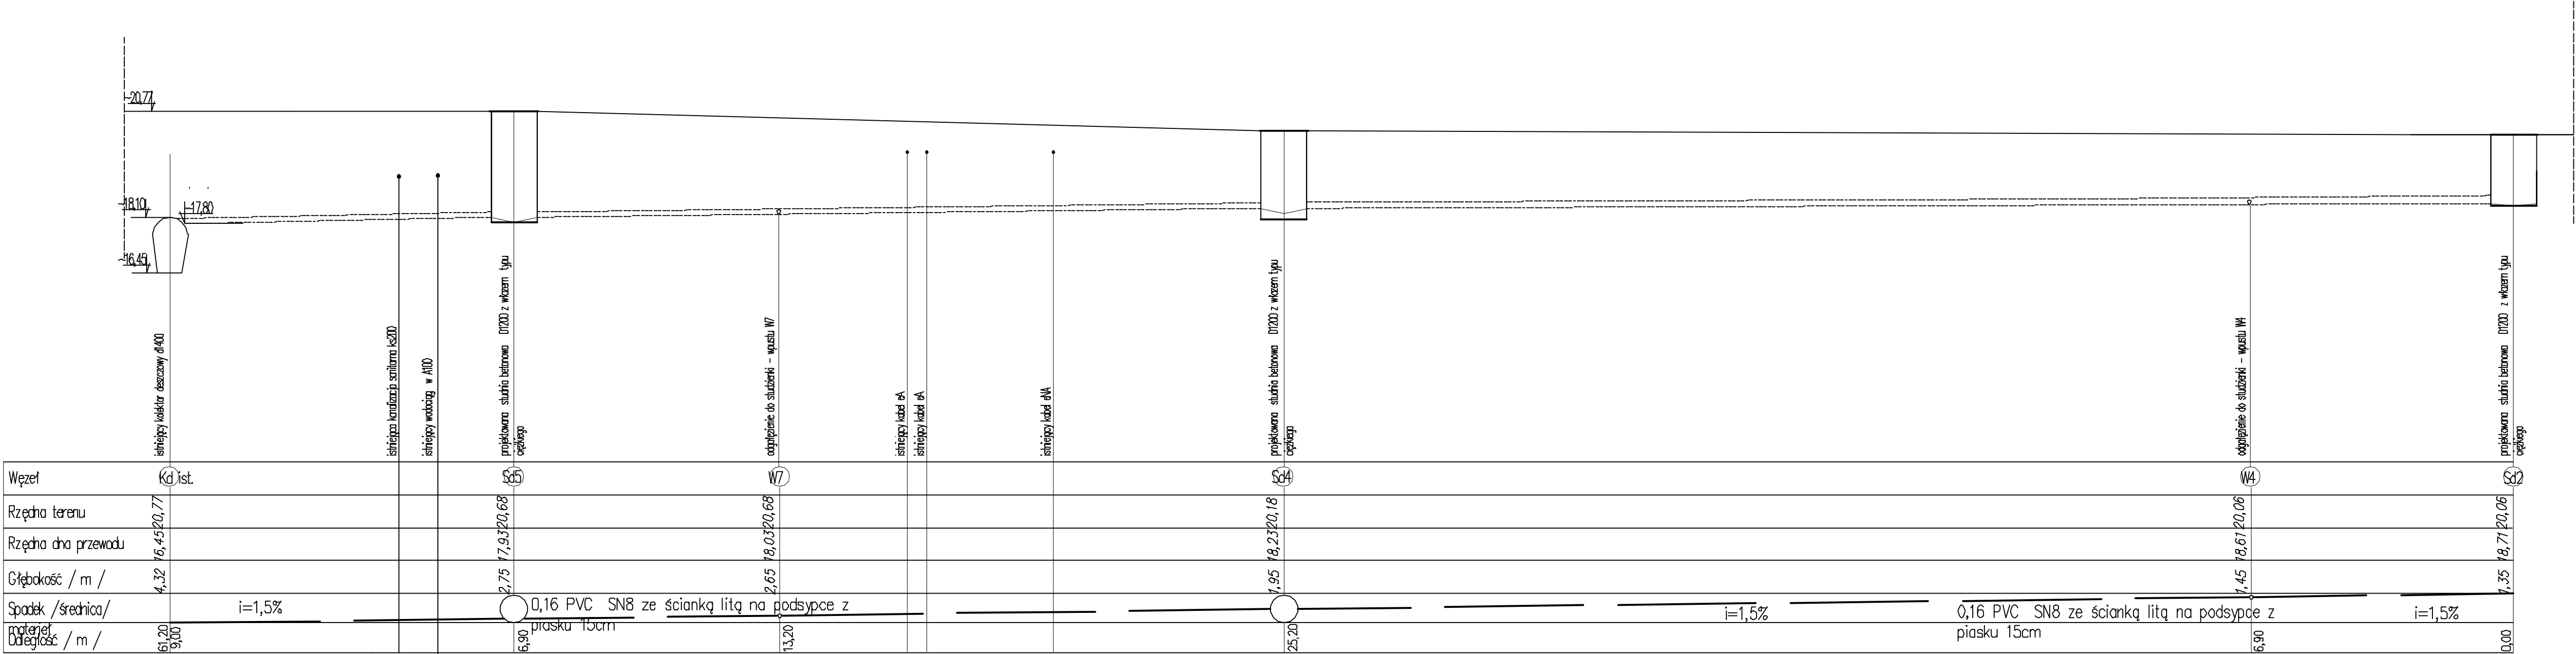 ~20,77
~18,10
~17,80
~16,45
istniejący kolektor deszczowy d1400
istniejąca kanalizacja sanitarna ks200
istniejący wodociąg w A100
projektowana studnia betonowa D1200 z włazem typu
ciężkiego
odgałęzienie do studzienki - wpustu W7
istniejący kabel eA
istniejący kabel eA
istniejący kabel eNA
projektowana studnia betonowa D1200 z włazem typu
ciężkiego
odgałęzienie do studzienki - wpustu W4
projektowana studnia betonowa D1200 z włazem typu
ciężkiego
Węzeł Kd ist. Sd5 W7 Sd4 W4 Sd2
Rzędna terenu 20,77 20,68 20,68 20,18 20,06 20,06
Rzędna dna przewodu 16,45 17,93 18,03 18,23 18,61 18,71
Głębokość / m / 4,32 2,75 2,65 1,95 1,45 1,35
Spadek /średnica/
materiał
i=1,5%
0,16 PVC SN8 ze ścianką litą na podsypce z
piasku 15cm
i=1,5%
0,16 PVC SN8 ze ścianką litą na podsypce z
piasku 15cm
i=1,5%
Odległość / m / 61,20 9,00 6,90 13,20 25,20 6,90 0,00